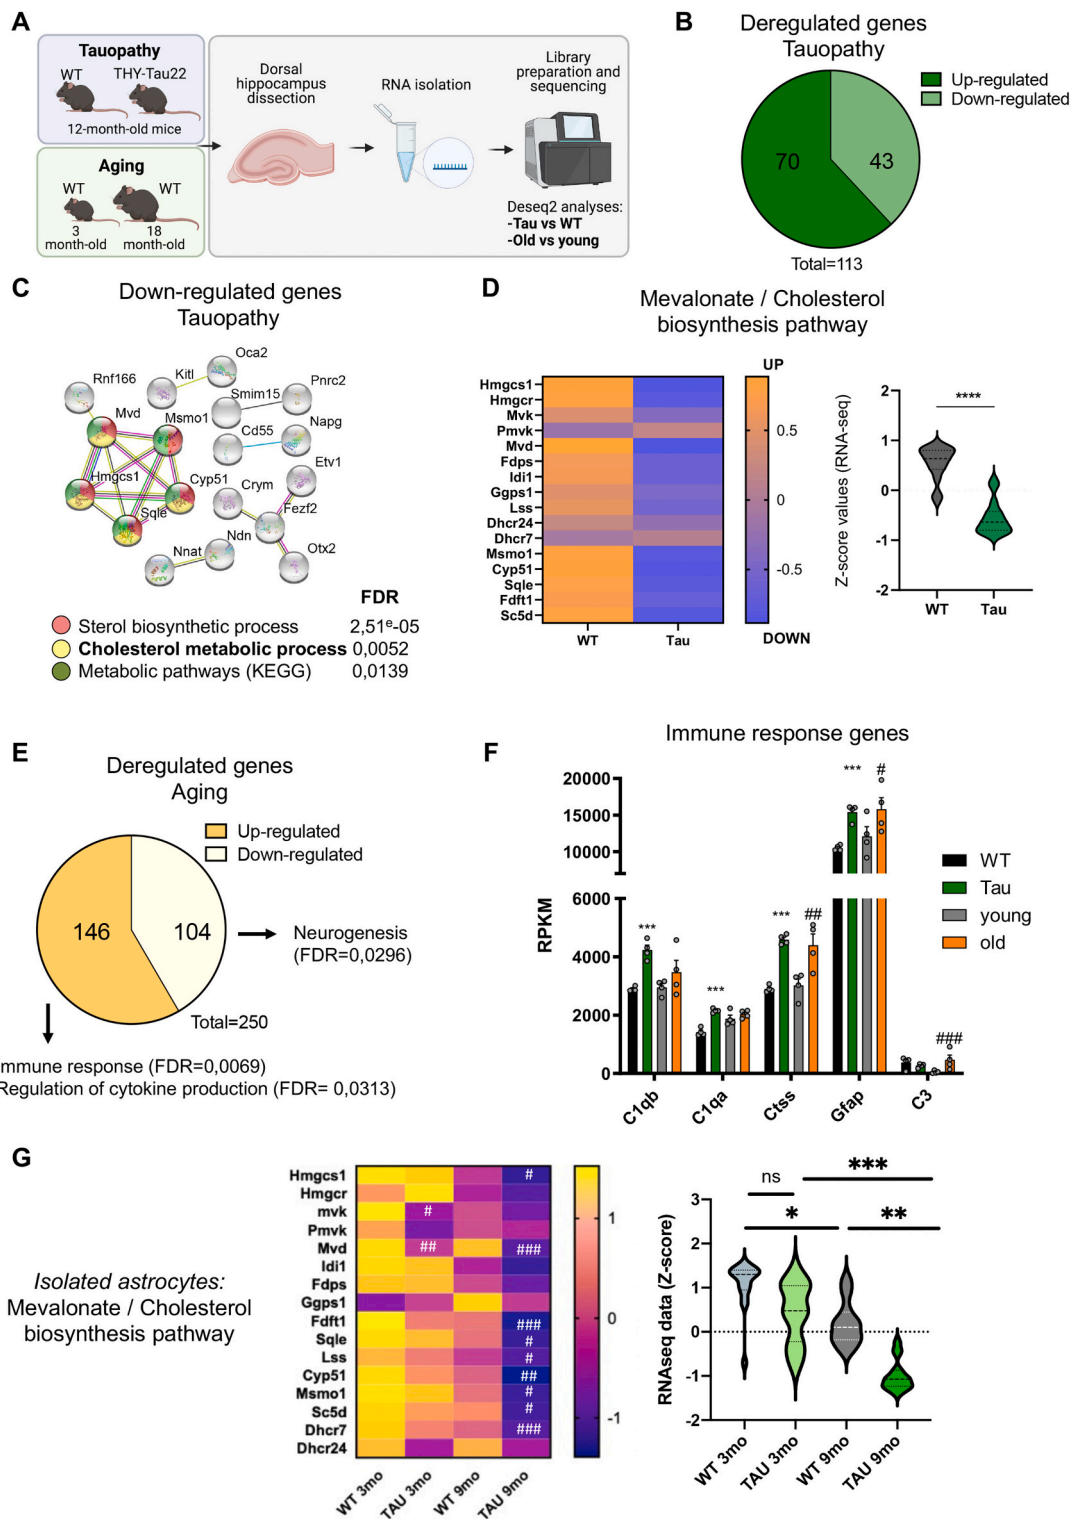 A
Tauopathy
WT
THY-Tau22
12-month-old mice
Aging
WT
WT
3
month-old
18
month-old
Dorsal
hippocampus
dissection
RNA isolation
Library
preparation and
sequencing
Deseq2 analyses:
-Tau vs WT
-Old vs young
B
Deregulated genes
Tauopathy
Up-regulated
Down-regulated
70
43
Total=113
C
Down-regulated genes
Tauopathy
Oca2
Rnf166
Kitl
Pnrc2
Smim15
Mvd
Msmo1
Cd55
Napg
Etv1
Hmgcs1
Cyp51
Crym
Fezf2
Sqle
Ndn
Nnat
Otx2
FDR
Sterol biosynthetic process 2,51e-05
Cholesterol metabolic process 0,0052
Metabolic pathways (KEGG) 0,0139
D
Mevalonate / Cholesterol
biosynthesis pathway
UP
Hmgcs1
Hmgcr
Mvk
Pmvk
Mvd
Fdps
Idi1
Ggps1
Lss
Dhcr24
Dhcr7
Msmo1
Cyp51
Sqle
Fdft1
Sc5d
WT
Tau
0.5
0
-0.5
DOWN
Z-score values (RNA-seq)
2
1
0
-1
-2
****
WT
Tau
E
Deregulated genes
Aging
Up-regulated
Down-regulated
146
104
Neurogenesis
(FDR=0,0296)
Total=250
mmune response (FDR=0,0069)
Regulation of cytokine production (FDR= 0,0313)
F
Immune response genes
RPKM
20000
15000
10000
6000
4000
2000
0
***
***
***
##
***
#
###
C1qb
C1qa
Ctss
Gfap
C3
WT
Tau
young
old
G
Isolated astrocytes:
Mevalonate / Cholesterol
biosynthesis pathway
Hmgcs1 #
Hmgcr
mvk #
Pmvk
Mvd ## ###
Idi1
Fdps
Ggps1
Fdft1 ###
Sqle #
Lss #
Cyp51 ##
Msmo1 #
Sc5d #
Dhcr7 ###
Dhcr24
WT 3mo
TAU 3mo
WT 9mo
TAU 9mo
1
0
-1
RNAseq data (Z-score)
3
2
1
0
-1
-2
ns
***
*
**
WT 3mo
TAU 3mo
WT 9mo
TAU 9mo